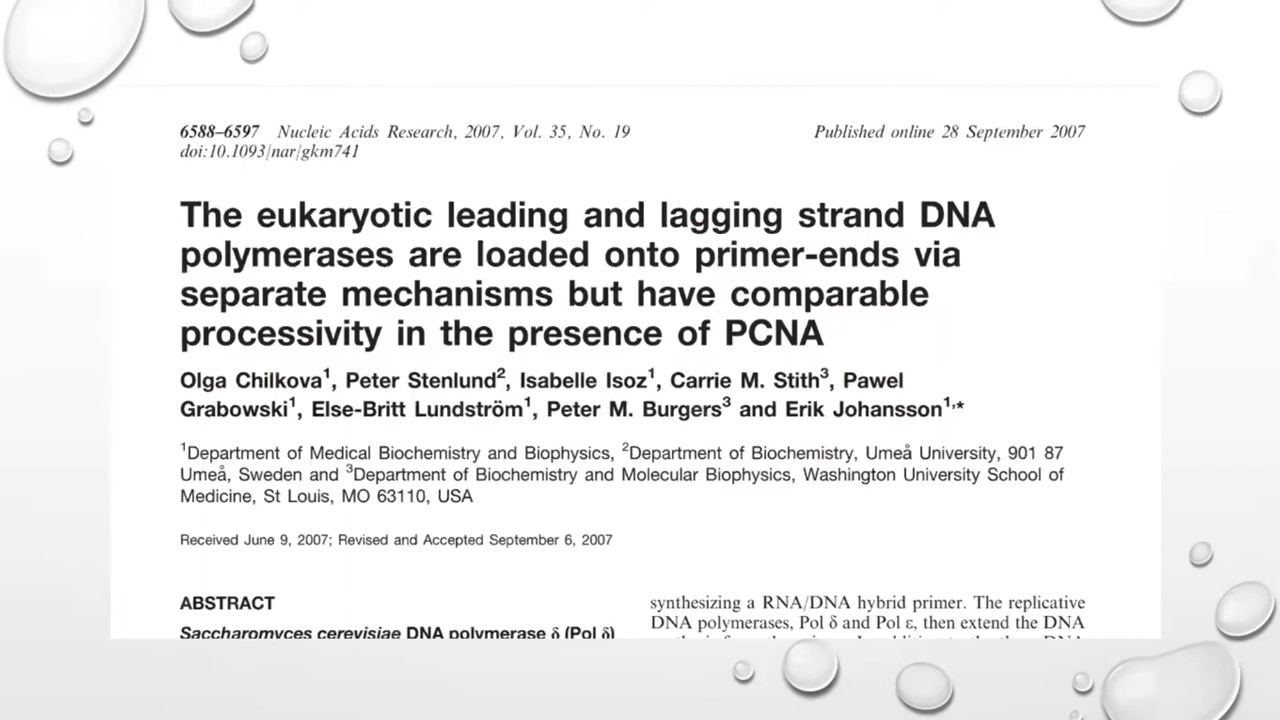 6588–6597 Nucleic Acids Research, 2007, Vol. 35, No. 19
Published online 28 September 2007
doi:10.1093/nar/gkm741
The eukaryotic leading and lagging strand DNA
polymerases are loaded onto primer-ends via
separate mechanisms but have comparable
processivity in the presence of PCNA
Olga Chilkova1, Peter Stenlund2, Isabelle Isoz1, Carrie M. Stith3, Pawel
Grabowski1, Else-Britt Lundström1, Peter M. Burgers3 and Erik Johansson1,*
1Department of Medical Biochemistry and Biophysics, 2Department of Biochemistry, Umeå University, 901 87
Umeå, Sweden and 3Department of Biochemistry and Molecular Biophysics, Washington University School of
Medicine, St Louis, MO 63110, USA
Received June 9, 2007; Revised and Accepted September 6, 2007
ABSTRACT
Saccharomyces cerevisiae DNA polymerase δ (Pol δ)
synthesizing a RNA/DNA hybrid primer. The replicative
DNA polymerases, Pol δ and Pol ε, then extend the DNA